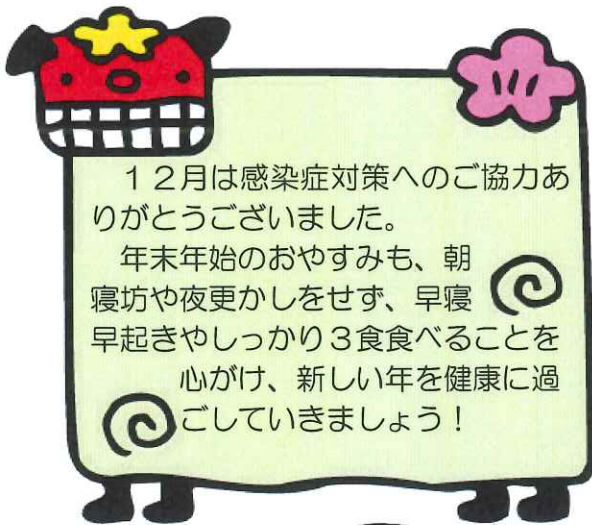 １２月は感染症対策へのご協力あ
りがとうございました。
　年末年始のおやすみも、朝
寝坊や夜更かしをせず、早寝
早起きやしっかり３食食べることを
心がけ、新しい年を健康に過
ごしていきましょう！